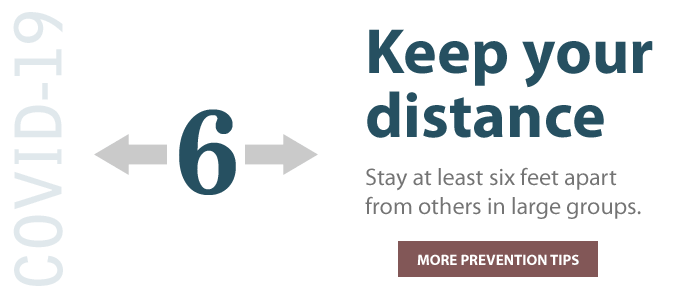 COVID-19
6
Keep your
distance
Stay at least six feet apart
from others in large groups.
MORE PREVENTION TIPS